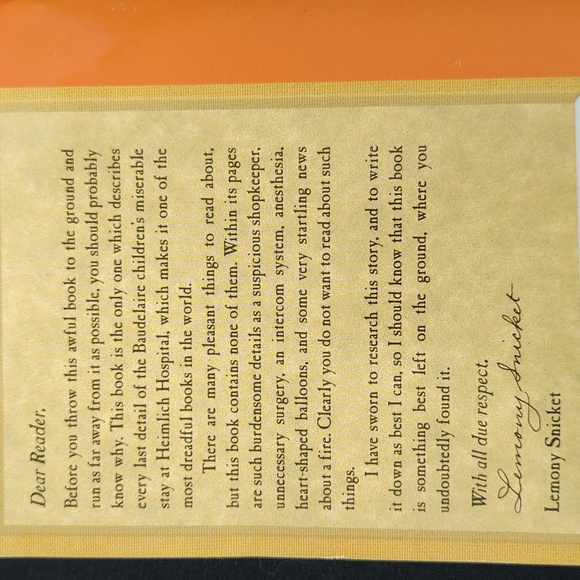 Dear Reader,
Before you throw this awful book to the ground and
run as far away from it as possible, you should probably
know why. This book is the only one which describes
every last detail of the Baudelaire children's miserable
stay at Heimlich Hospital, which makes it one of the
most dreadful books in the world.
There are many pleasant things to read about,
but this book contains none of them. Within its pages
are such burdensome details as a suspicious shopkeeper,
unnecessary surgery, an intercom system, anesthesia,
heart-shaped balloons, and some very startling news
about a fire. Clearly you do not want to read about such
things.
I have sworn to research this story, and to write
it down as best I can, so I should know that this book
is something best left on the ground, where you
undoubtedly found it.
With all due respect,
Lemony Snicket
Lemony Snicket